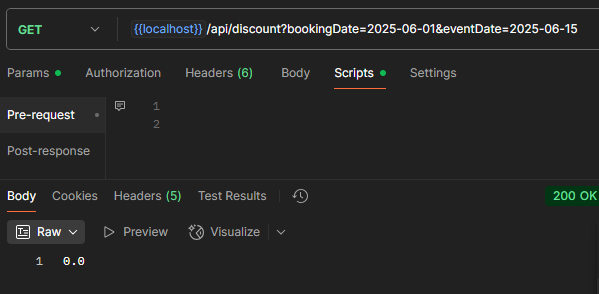 GET {{localhost}} /api/discount?bookingDate=2025-06-01&eventDate=2025-06-15
Params Authorization Headers (6) Body Scripts Settings
Pre-request 1
2
Post-response
Body Cookies Headers (5) Test Results 200 OK
Raw Preview Visualize
1 0.0